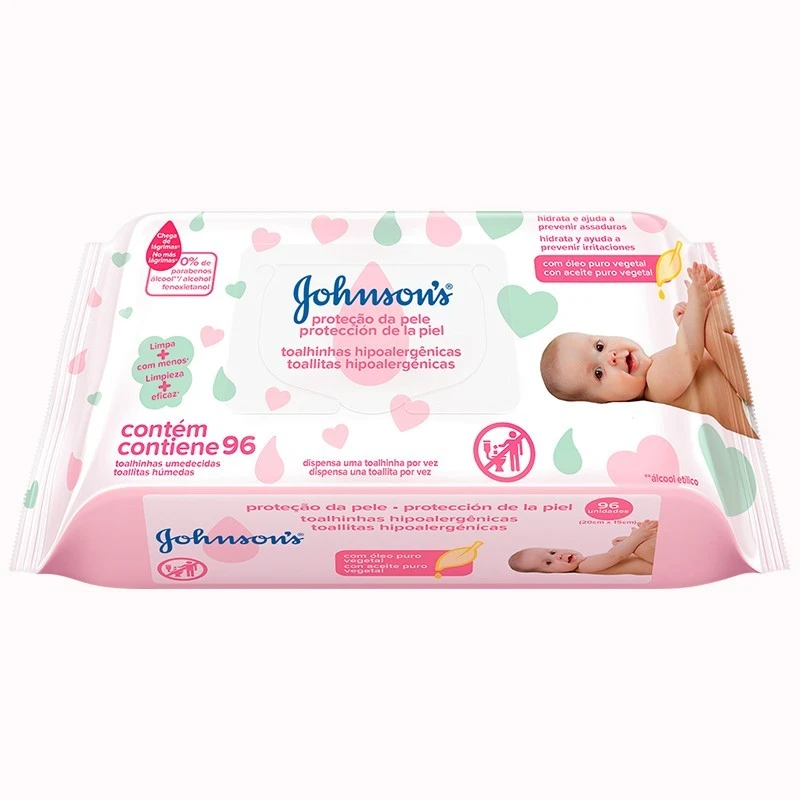 Chega
de
lágrimas*
No más
lágrimas*
0% de
parabenos
álcool**/ alcohol
fenoxietanol
hidrata e ajuda a
prevenir assaduras
hidrata y ayuda a
prevenir irritaciones
com óleo puro vegetal
con aceite puro vegetal
Johnson's®
proteção da pele
protección de la piel
toalhinhas hipoalergênicas
toallitas hipoalergénicas
Limpa
+
com menos*
Limpieza
+
eficaz*
contém
contiene 96
toalhinhas umedecidas
toallitas húmedas
dispensa uma toalhinha por vez
dispensa una toallita por vez
**álcool etílico
Johnson's®
proteção da pele • protección de la piel
toalhinhas hipoalergênicas
toallitas hipoalergénicas
com óleo puro
vegetal
con aceite puro
vegetal
96
unidades
(20cm x 15cm)